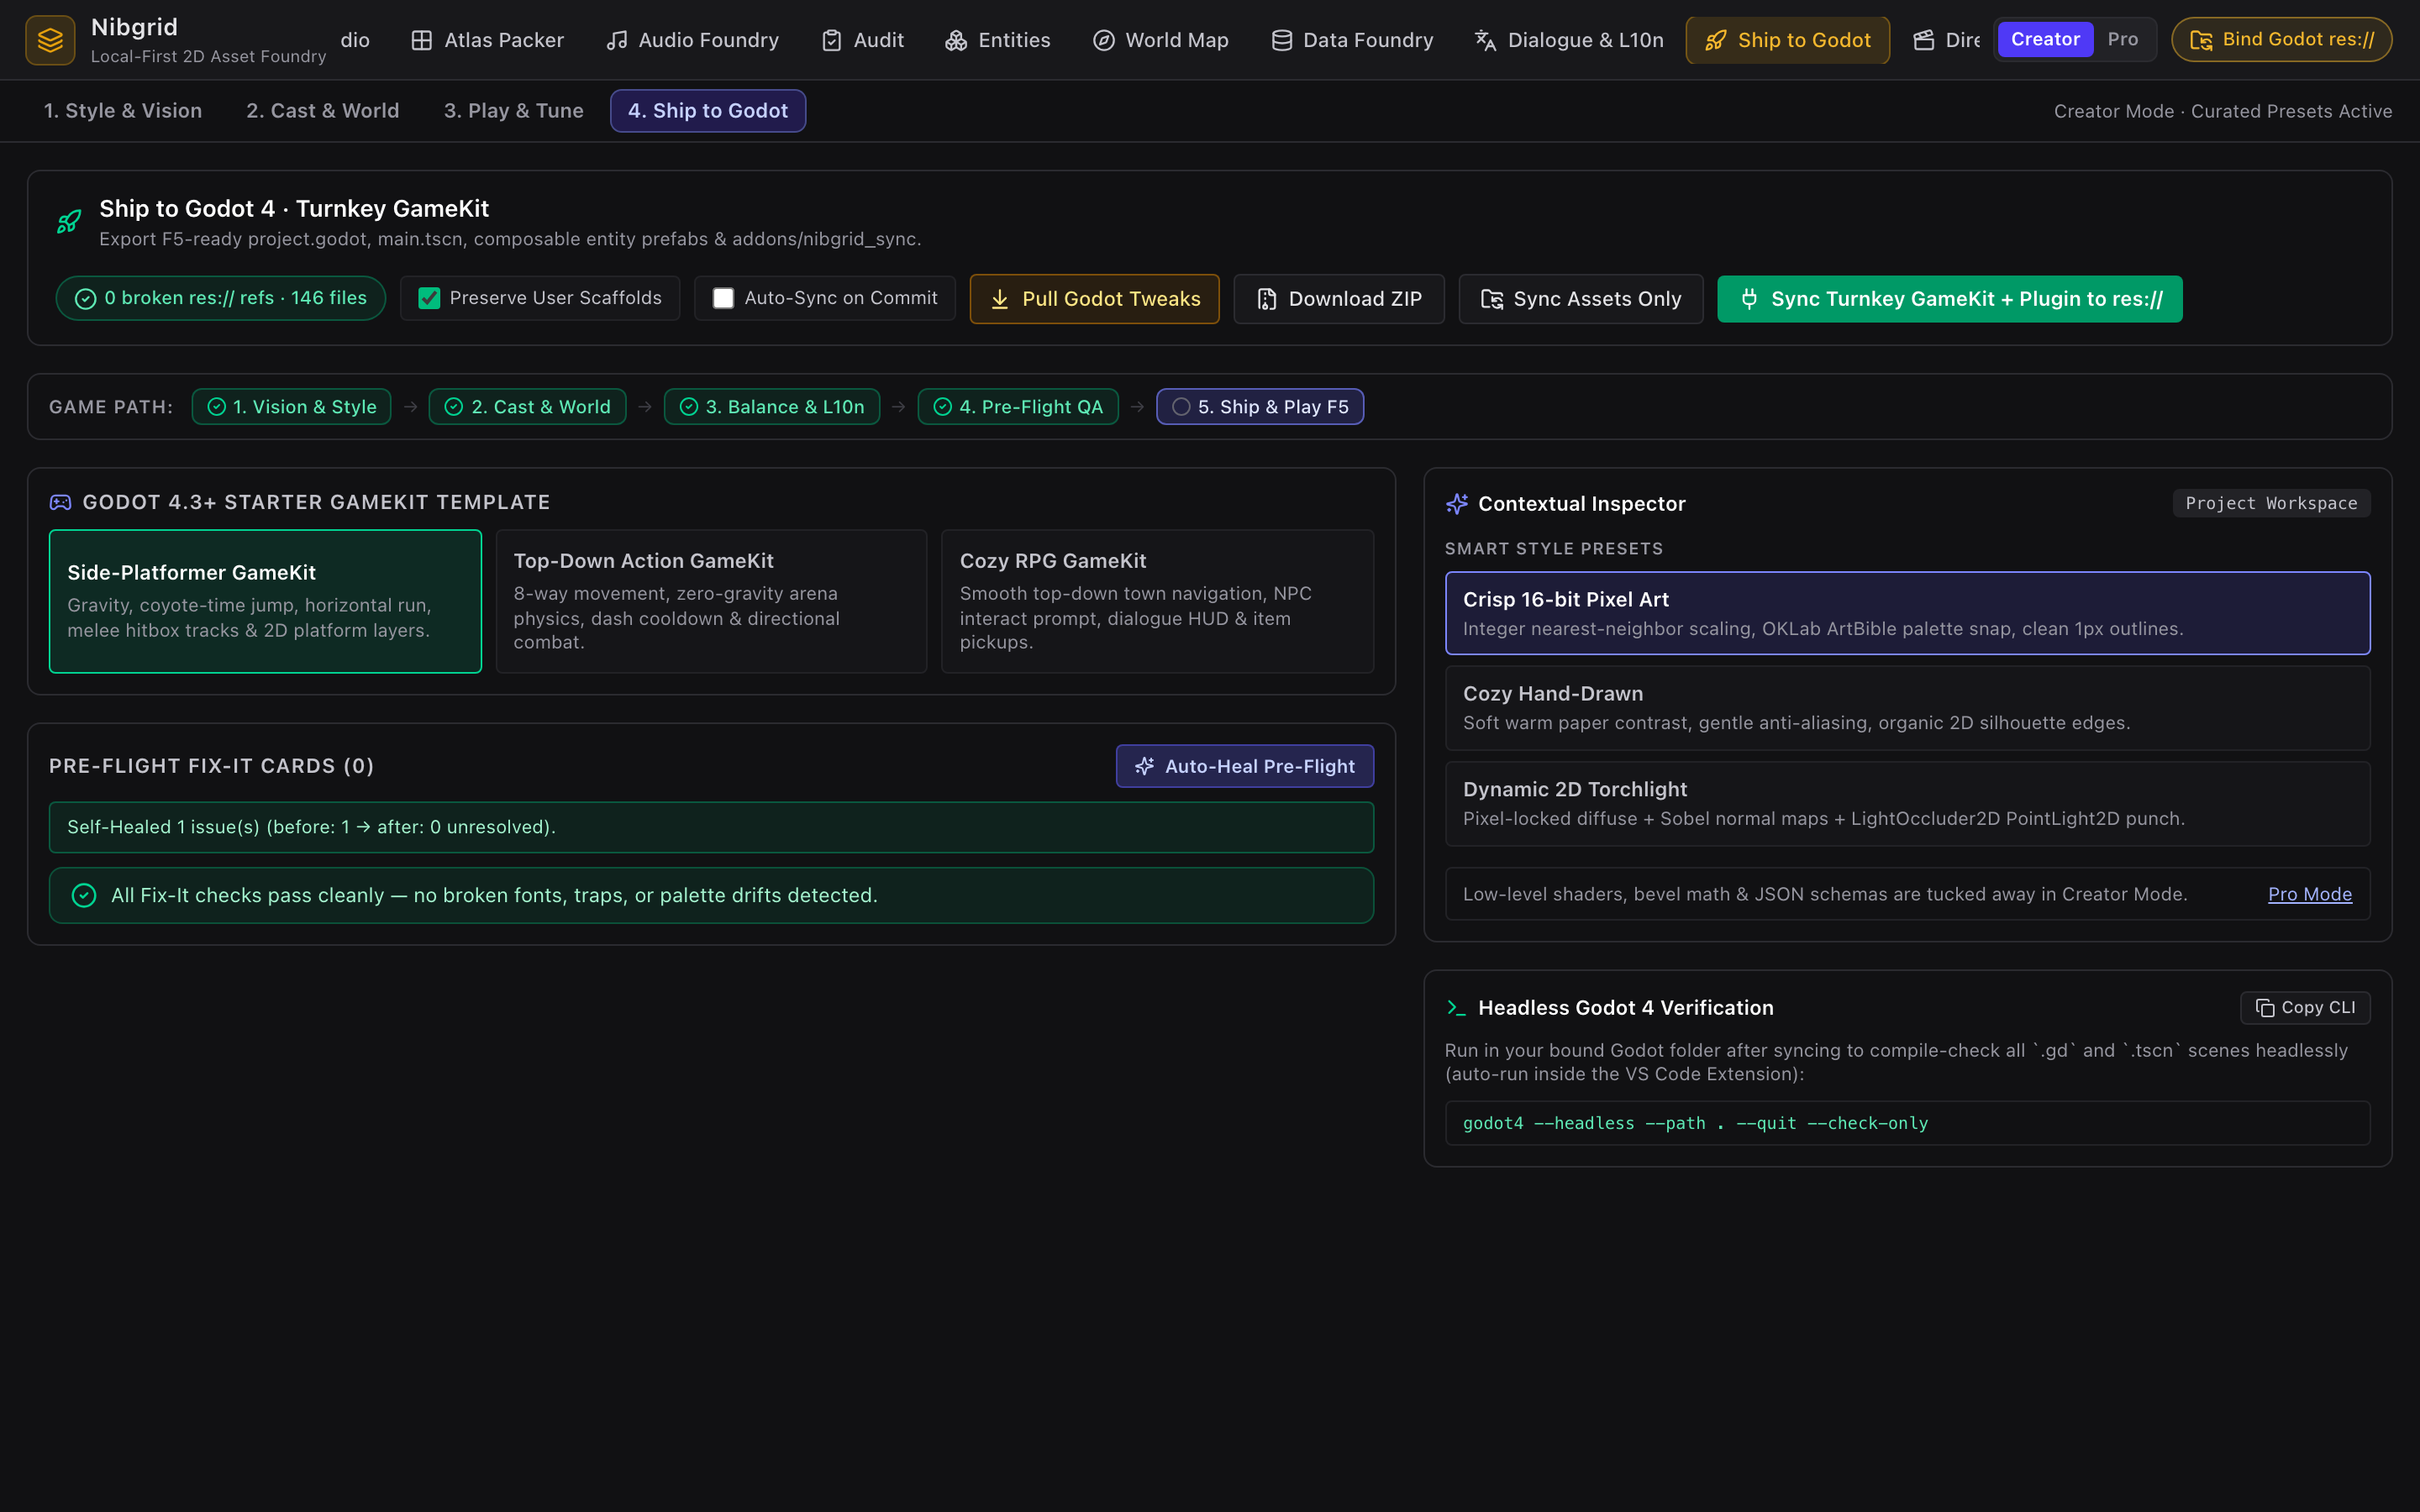 Nibgrid
Local-First 2D Asset Foundry
dio
Atlas Packer
Audio Foundry
Audit
Entities
World Map
Data Foundry
Dialogue & L10n
Ship to Godot
Dire
Creator
Pro
Bind Godot res://
1. Style & Vision
2. Cast & World
3. Play & Tune
4. Ship to Godot
Creator Mode · Curated Presets Active
Ship to Godot 4 · Turnkey GameKit
Export F5-ready project.godot, main.tscn, composable entity prefabs & addons/nibgrid_sync.
0 broken res:// refs · 146 files
Preserve User Scaffolds
Auto-Sync on Commit
Pull Godot Tweaks
Download ZIP
Sync Assets Only
Sync Turnkey GameKit + Plugin to res://
GAME PATH:
1. Vision & Style
→
2. Cast & World
→
3. Balance & L10n
→
4. Pre-Flight QA
→
5. Ship & Play F5
GODOT 4.3+ STARTER GAMEKIT TEMPLATE
Side-Platformer GameKit
Gravity, coyote-time jump, horizontal run,
melee hitbox tracks & 2D platform layers.
Top-Down Action GameKit
8-way movement, zero-gravity arena
physics, dash cooldown & directional
combat.
Cozy RPG GameKit
Smooth top-down town navigation, NPC
interact prompt, dialogue HUD & item
pickups.
PRE-FLIGHT FIX-IT CARDS (0)
Auto-Heal Pre-Flight
Self-Healed 1 issue(s) (before: 1 → after: 0 unresolved).
All Fix-It checks pass cleanly — no broken fonts, traps, or palette drifts detected.
Contextual Inspector
Project Workspace
SMART STYLE PRESETS
Crisp 16-bit Pixel Art
Integer nearest-neighbor scaling, OKLab ArtBible palette snap, clean 1px outlines.
Cozy Hand-Drawn
Soft warm paper contrast, gentle anti-aliasing, organic 2D silhouette edges.
Dynamic 2D Torchlight
Pixel-locked diffuse + Sobel normal maps + LightOccluder2D PointLight2D punch.
Low-level shaders, bevel math & JSON schemas are tucked away in Creator Mode.
Pro Mode
Headless Godot 4 Verification
Copy CLI
Run in your bound Godot folder after syncing to compile-check all `.gd` and `.tscn` scenes headlessly
(auto-run inside the VS Code Extension):
godot4 --headless --path . --quit --check-only